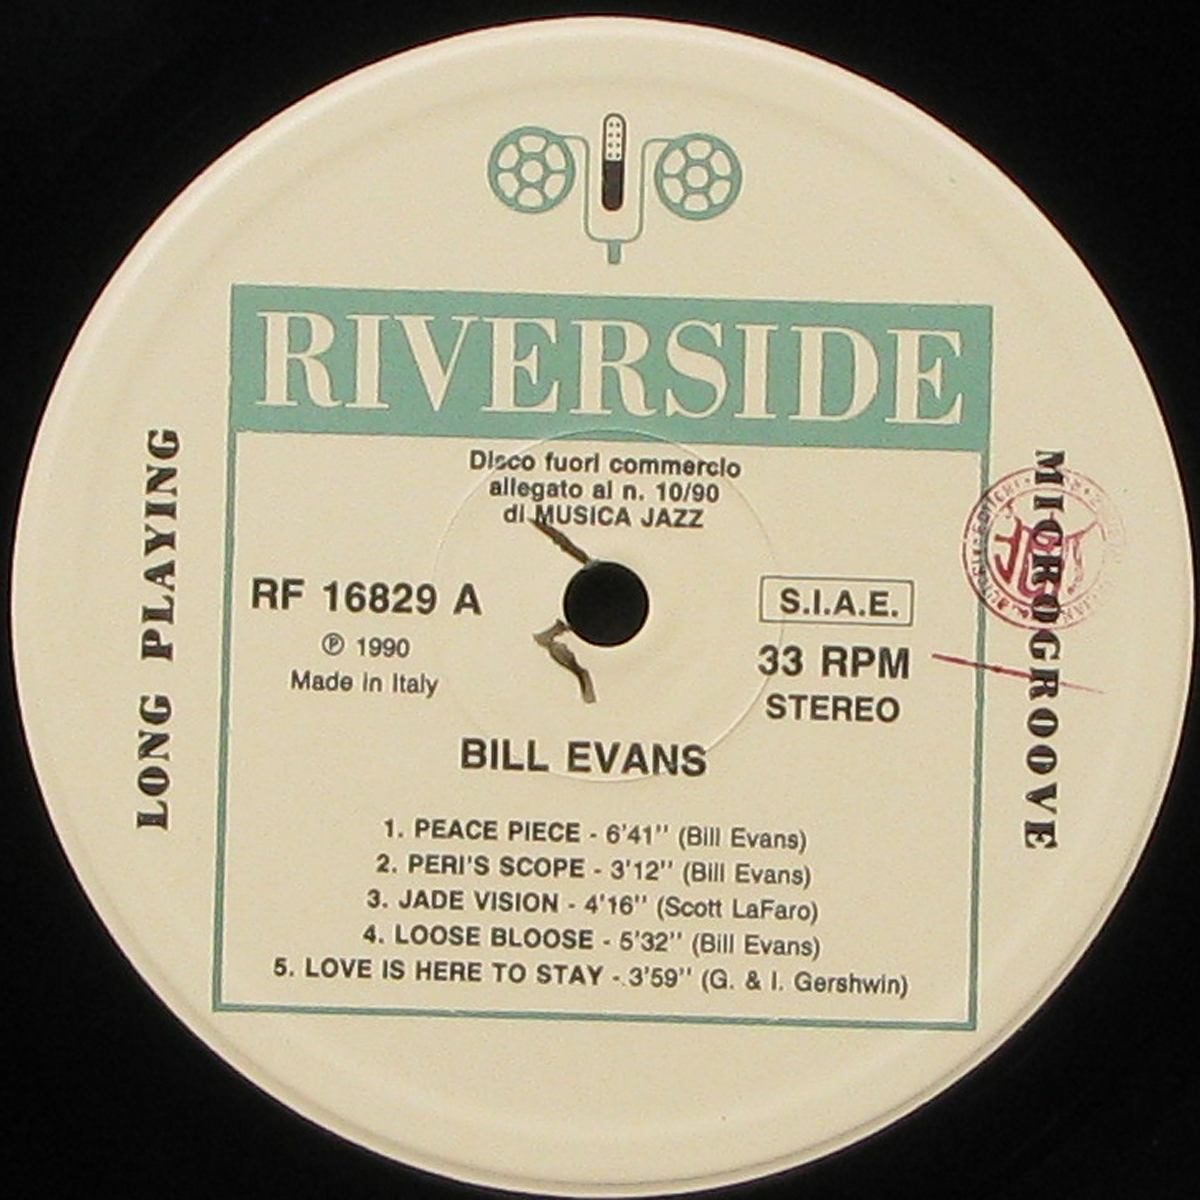 RIVERSIDE
Disco fuori commercio
allegato al n. 10/90
di MUSICA JAZZ
LONG PLAYING
MICROGROOVE
RF 16829 A
℗ 1990
Made in Italy
S.I.A.E.
33 RPM
STEREO
BILL EVANS
1. PEACE PIECE - 6'41'' (Bill Evans)
2. PERI'S SCOPE - 3'12'' (Bill Evans)
3. JADE VISION - 4'16'' (Scott LaFaro)
4. LOOSE BLOOSE - 5'32'' (Bill Evans)
5. LOVE IS HERE TO STAY - 3'59'' (G. & I. Gershwin)